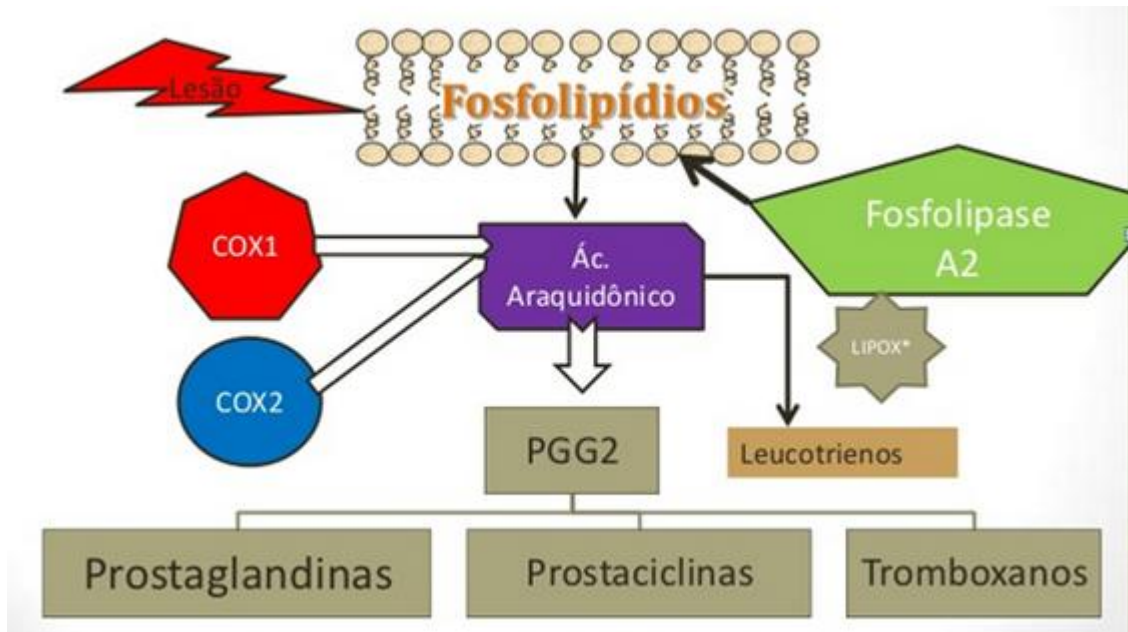 Lesão
Fosfolipídios
COX1
Ác.
Araquidônico
Fosfolipase
A2
LIPOX*
COX2
PGG2
Leucotrienos
Prostaglandinas
Prostaciclinas
Tromboxanos